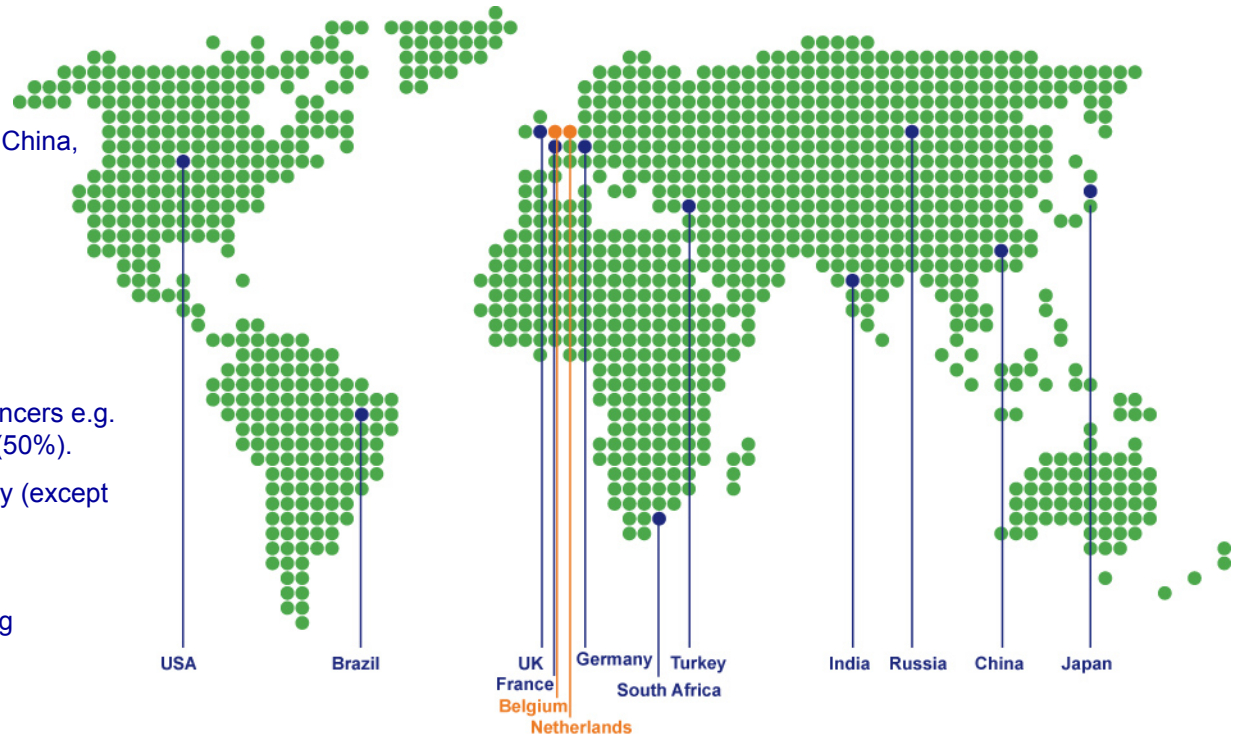 China,
ncers e.g.
(50%).
y (except
g
USA
Brazil
UK
Germany
Turkey
India
Russia
China
Japan
France
South Africa
Belgium
Netherlands